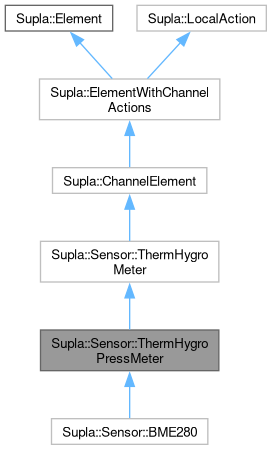 Supla::Element
Supla::LocalAction
Supla::ElementWithChannel
Actions
Supla::ChannelElement
Supla::Sensor::ThermHygro
Meter
Supla::Sensor::ThermHygro
PressMeter
Supla::Sensor::BME280